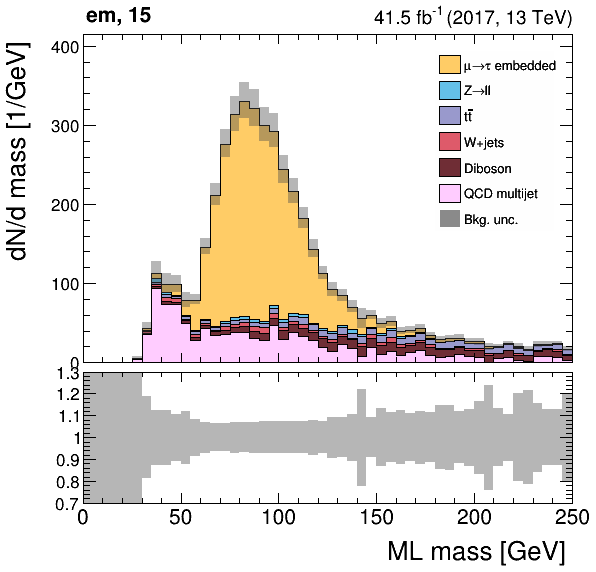 em, 15
41.5 fb⁻¹ (2017, 13 TeV)
dN/d mass [1/GeV]
400
300
200
100
0
μ→τ embedded
Z→ll
tt̄
W+jets
Diboson
QCD multijet
Bkg. unc.
1.3
1.2
1.1
1
0.9
0.8
0.7
0 50 100 150 200 250
ML mass [GeV]